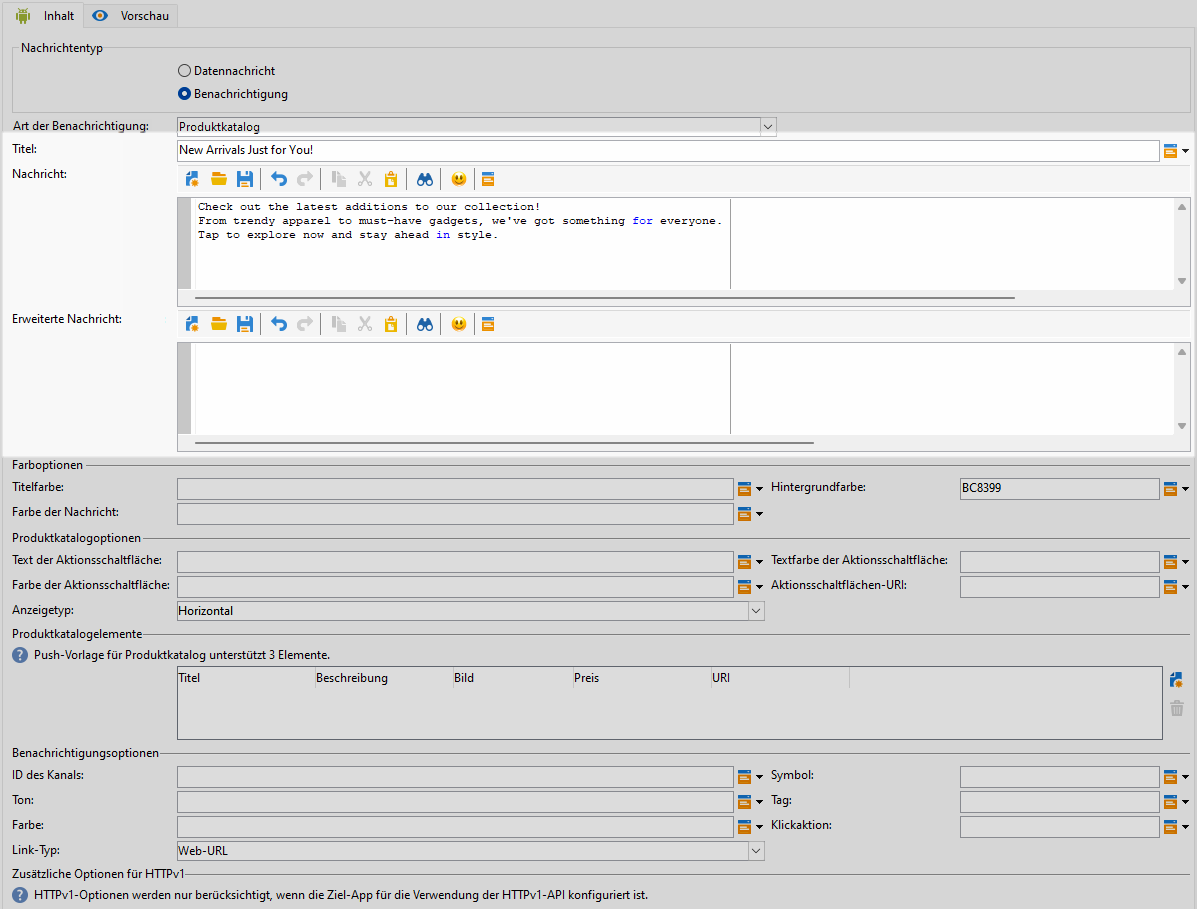 Inhalt Vorschau
Nachrichtentyp
Datennachricht
Benachrichtigung
Art der Benachrichtigung: Produktkatalog
Titel: New Arrivals Just for You!
Nachricht:
Check out the latest additions to our collection!
From trendy apparel to must-have gadgets, we've got something for everyone.
Tap to explore now and stay ahead in style.
Erweiterte Nachricht:
Farboptionen
Titelfarbe: Hintergrundfarbe: BC8399
Farbe der Nachricht:
Produktkatalogoptionen
Text der Aktionsschaltfläche: Textfarbe der Aktionsschaltfläche:
Farbe der Aktionsschaltfläche: Aktionsschaltflächen-URI:
Anzeigetyp: Horizontal
Produktkatalogelemente
? Push-Vorlage für Produktkatalog unterstützt 3 Elemente.
Titel Beschreibung Bild Preis URI
Benachrichtigungsoptionen
ID des Kanals: Symbol:
Ton: Tag:
Farbe: Klickaktion:
Link-Typ: Web-URL
Zusätzliche Optionen für HTTPv1
? HTTPv1-Optionen werden nur berücksichtigt, wenn die Ziel-App für die Verwendung der HTTPv1-API konfiguriert ist.